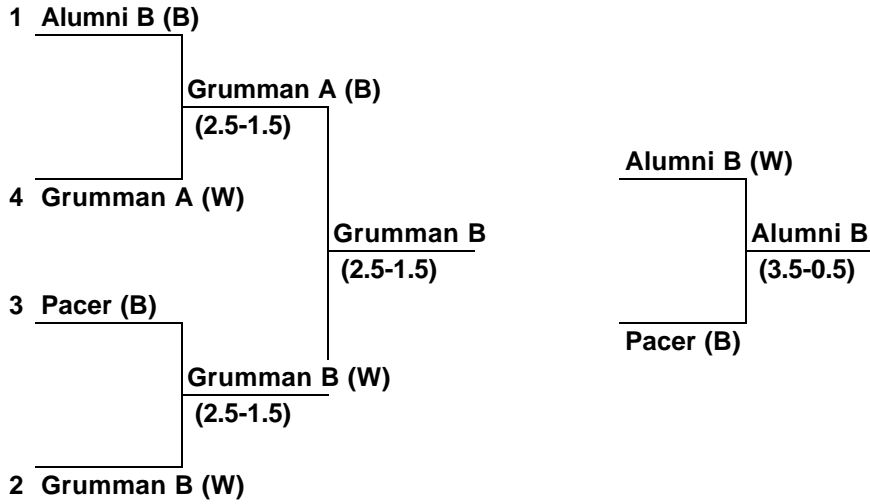 1 Alumni B (B)
Grumman A (B)
(2.5-1.5)
4 Grumman A (W)
Grumman B
(2.5-1.5)
3 Pacer (B)
Grumman B (W)
(2.5-1.5)
2 Grumman B (W)
Alumni B (W)
Alumni B
(3.5-0.5)
Pacer (B)